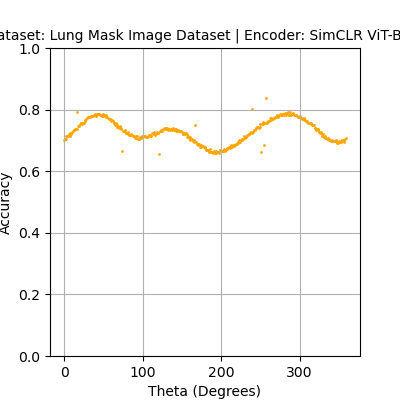 ataset: Lung Mask Image Dataset | Encoder: SimCLR ViT-B
1.0
0.8
0.6
0.4
0.2
0.0
Accuracy
0 100 200 300
Theta (Degrees)